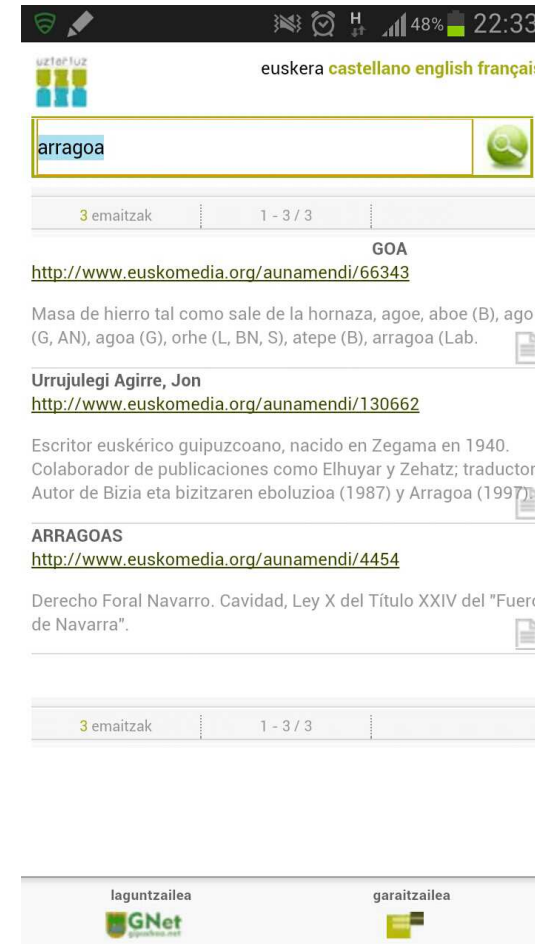 H 48% 22:33
uztarluz
euskera castellano english français
arragoa
3 emaitzak 1 - 3 / 3
GOA
http://www.euskomedia.org/aunamendi/66343
Masa de hierro tal como sale de la hornaza, agoe, aboe (B), ago
(G, AN), agoa (G), orhe (L, BN, S), atepe (B), arragoa (Lab.
Urrujulegi Agirre, Jon
http://www.euskomedia.org/aunamendi/130662
Escritor euskérico guipuzcoano, nacido en Zegama en 1940.
Colaborador de publicaciones como Elhuyar y Zehatz; traductor
Autor de Bizia eta bizitzaren eboluzioa (1987) y Arragoa (1997).
ARRAGOAS
http://www.euskomedia.org/aunamendi/4454
Derecho Foral Navarro. Cavidad, Ley X del Título XXIV del "Fuero
de Navarra".
3 emaitzak 1 - 3 / 3
laguntzailea garaitzailea
GNet
gipuzkoa.net